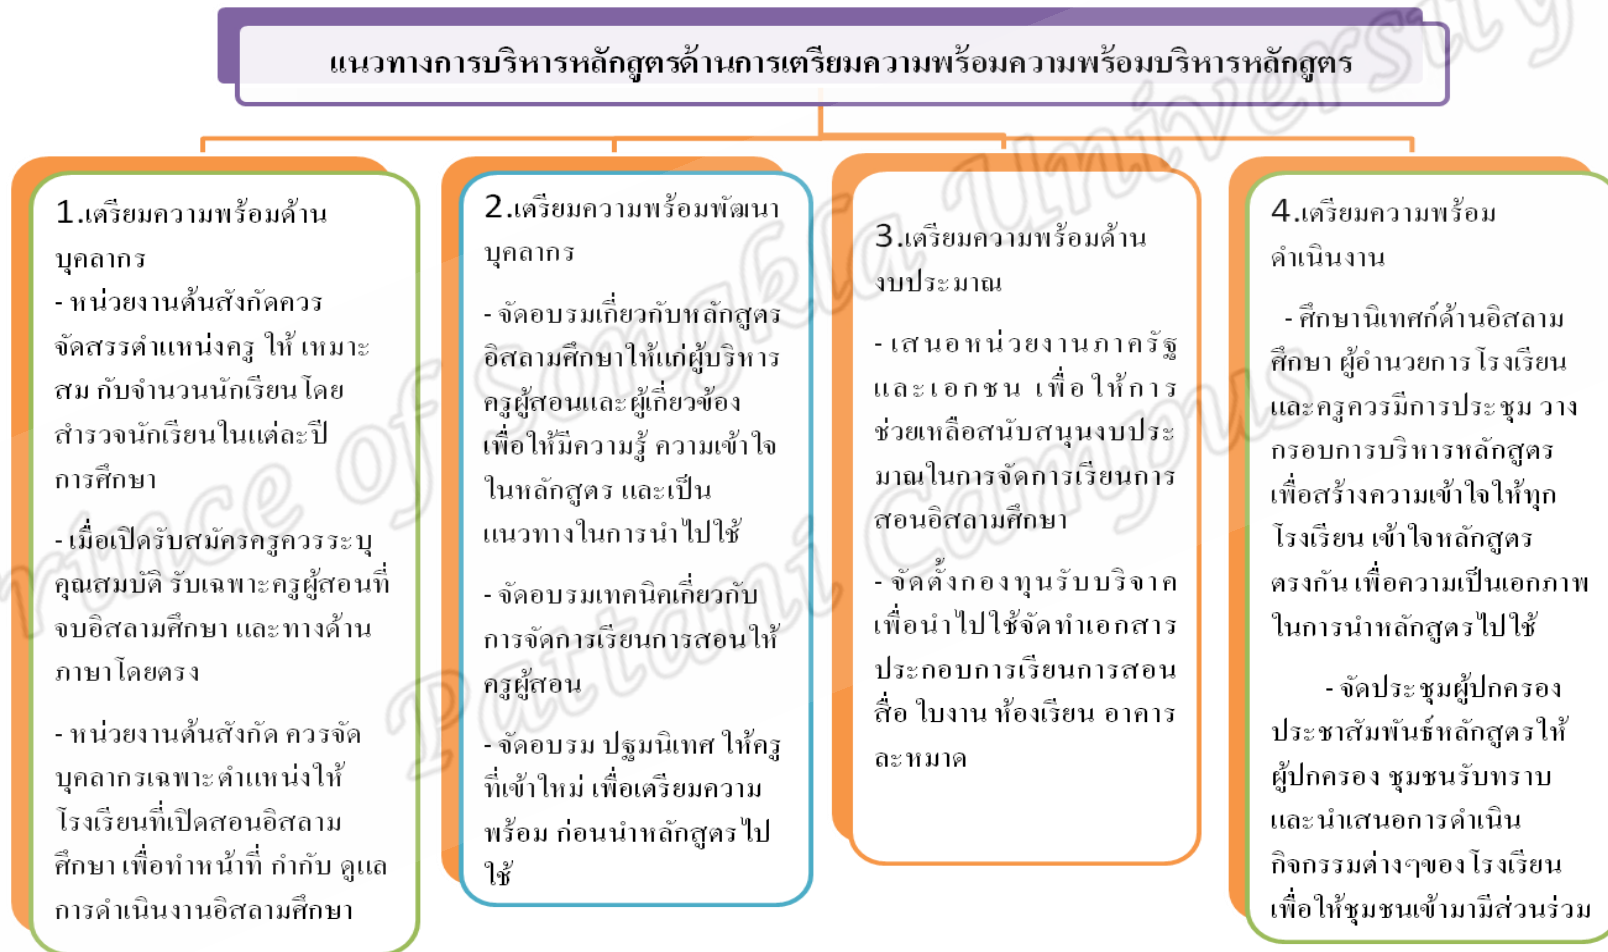 แนวทางการบริหารหลักสูตรด้านการเตรียมความพร้อมความพร้อมบริหารหลักสูตร
1.เตรียมความพร้อมด้าน
บุคลากร
- หน่วยงานต้นสังกัดควร
จัดสรรตำแหน่งครู ให้ เหมาะ
สม กับจำนวนนักเรียน โดย
สำรวจนักเรียนในแต่ละปี
การศึกษา
- เมื่อเปิดรับสมัครครูควรระบุ
คุณสมบัติ รับเฉพาะครูผู้สอนที่
จบอิสลามศึกษา และทางด้าน
ภาษาโดยตรง
- หน่วยงานต้นสังกัด ควรจัด
บุคลากรเฉพาะตำแหน่งให้
โรงเรียนที่เปิดสอนอิสลาม
ศึกษา เพื่อทำหน้าที่ กำกับ ดูแล
การดำเนินงานอิสลามศึกษา
2.เตรียมความพร้อมพัฒนา
บุคลากร
- จัดอบรมเกี่ยวกับหลักสูตร
อิสลามศึกษาให้แก่ผู้บริหาร
ครูผู้สอนและผู้เกี่ยวข้อง
เพื่อให้มีความรู้ ความเข้าใจ
ในหลักสูตร และเป็น
แนวทางในการนำไปใช้
- จัดอบรมเทคนิคเกี่ยวกับ
การจัดการเรียนการสอนให้
ครูผู้สอน
- จัดอบรม ปฐมนิเทศ ให้ครู
ที่เข้าใหม่ เพื่อเตรียมความ
พร้อม ก่อนนำหลักสูตรไป
ใช้
3.เตรียมความพร้อมด้าน
งบประมาณ
- เสนอหน่วยงานภาครัฐ
และเอกชน เพื่อให้การ
ช่วยเหลือสนับสนุนงบประ
มาณในการจัดการเรียนการ
สอนอิสลามศึกษา
- จัดตั้งกองทุนรับบริจาค
เพื่อนำไปใช้จัดทำเอกสาร
ประกอบการเรียนการสอน
สื่อ ใบงาน ห้องเรียน อาคาร
ละหมาด
4.เตรียมความพร้อม
ดำเนินงาน
- ศึกษานิเทศก์ด้านอิสลาม
ศึกษา ผู้อำนวยการโรงเรียน
และครูควรมีการประชุม วาง
กรอบการบริหารหลักสูตร
เพื่อสร้างความเข้าใจให้ทุก
โรงเรียน เข้าใจหลักสูตร
ตรงกัน เพื่อความเป็นเอกภาพ
ในการนำหลักสูตรไปใช้
- จัดประชุมผู้ปกครอง
ประชาสัมพันธ์หลักสูตรให้
ผู้ปกครอง ชุมชนรับทราบ
และนำเสนอการดำเนิน
กิจกรรมต่างๆของโรงเรียน
เพื่อให้ชุมชนเข้ามามีส่วนร่วม
Prince of Songkla University
Pattani Campus